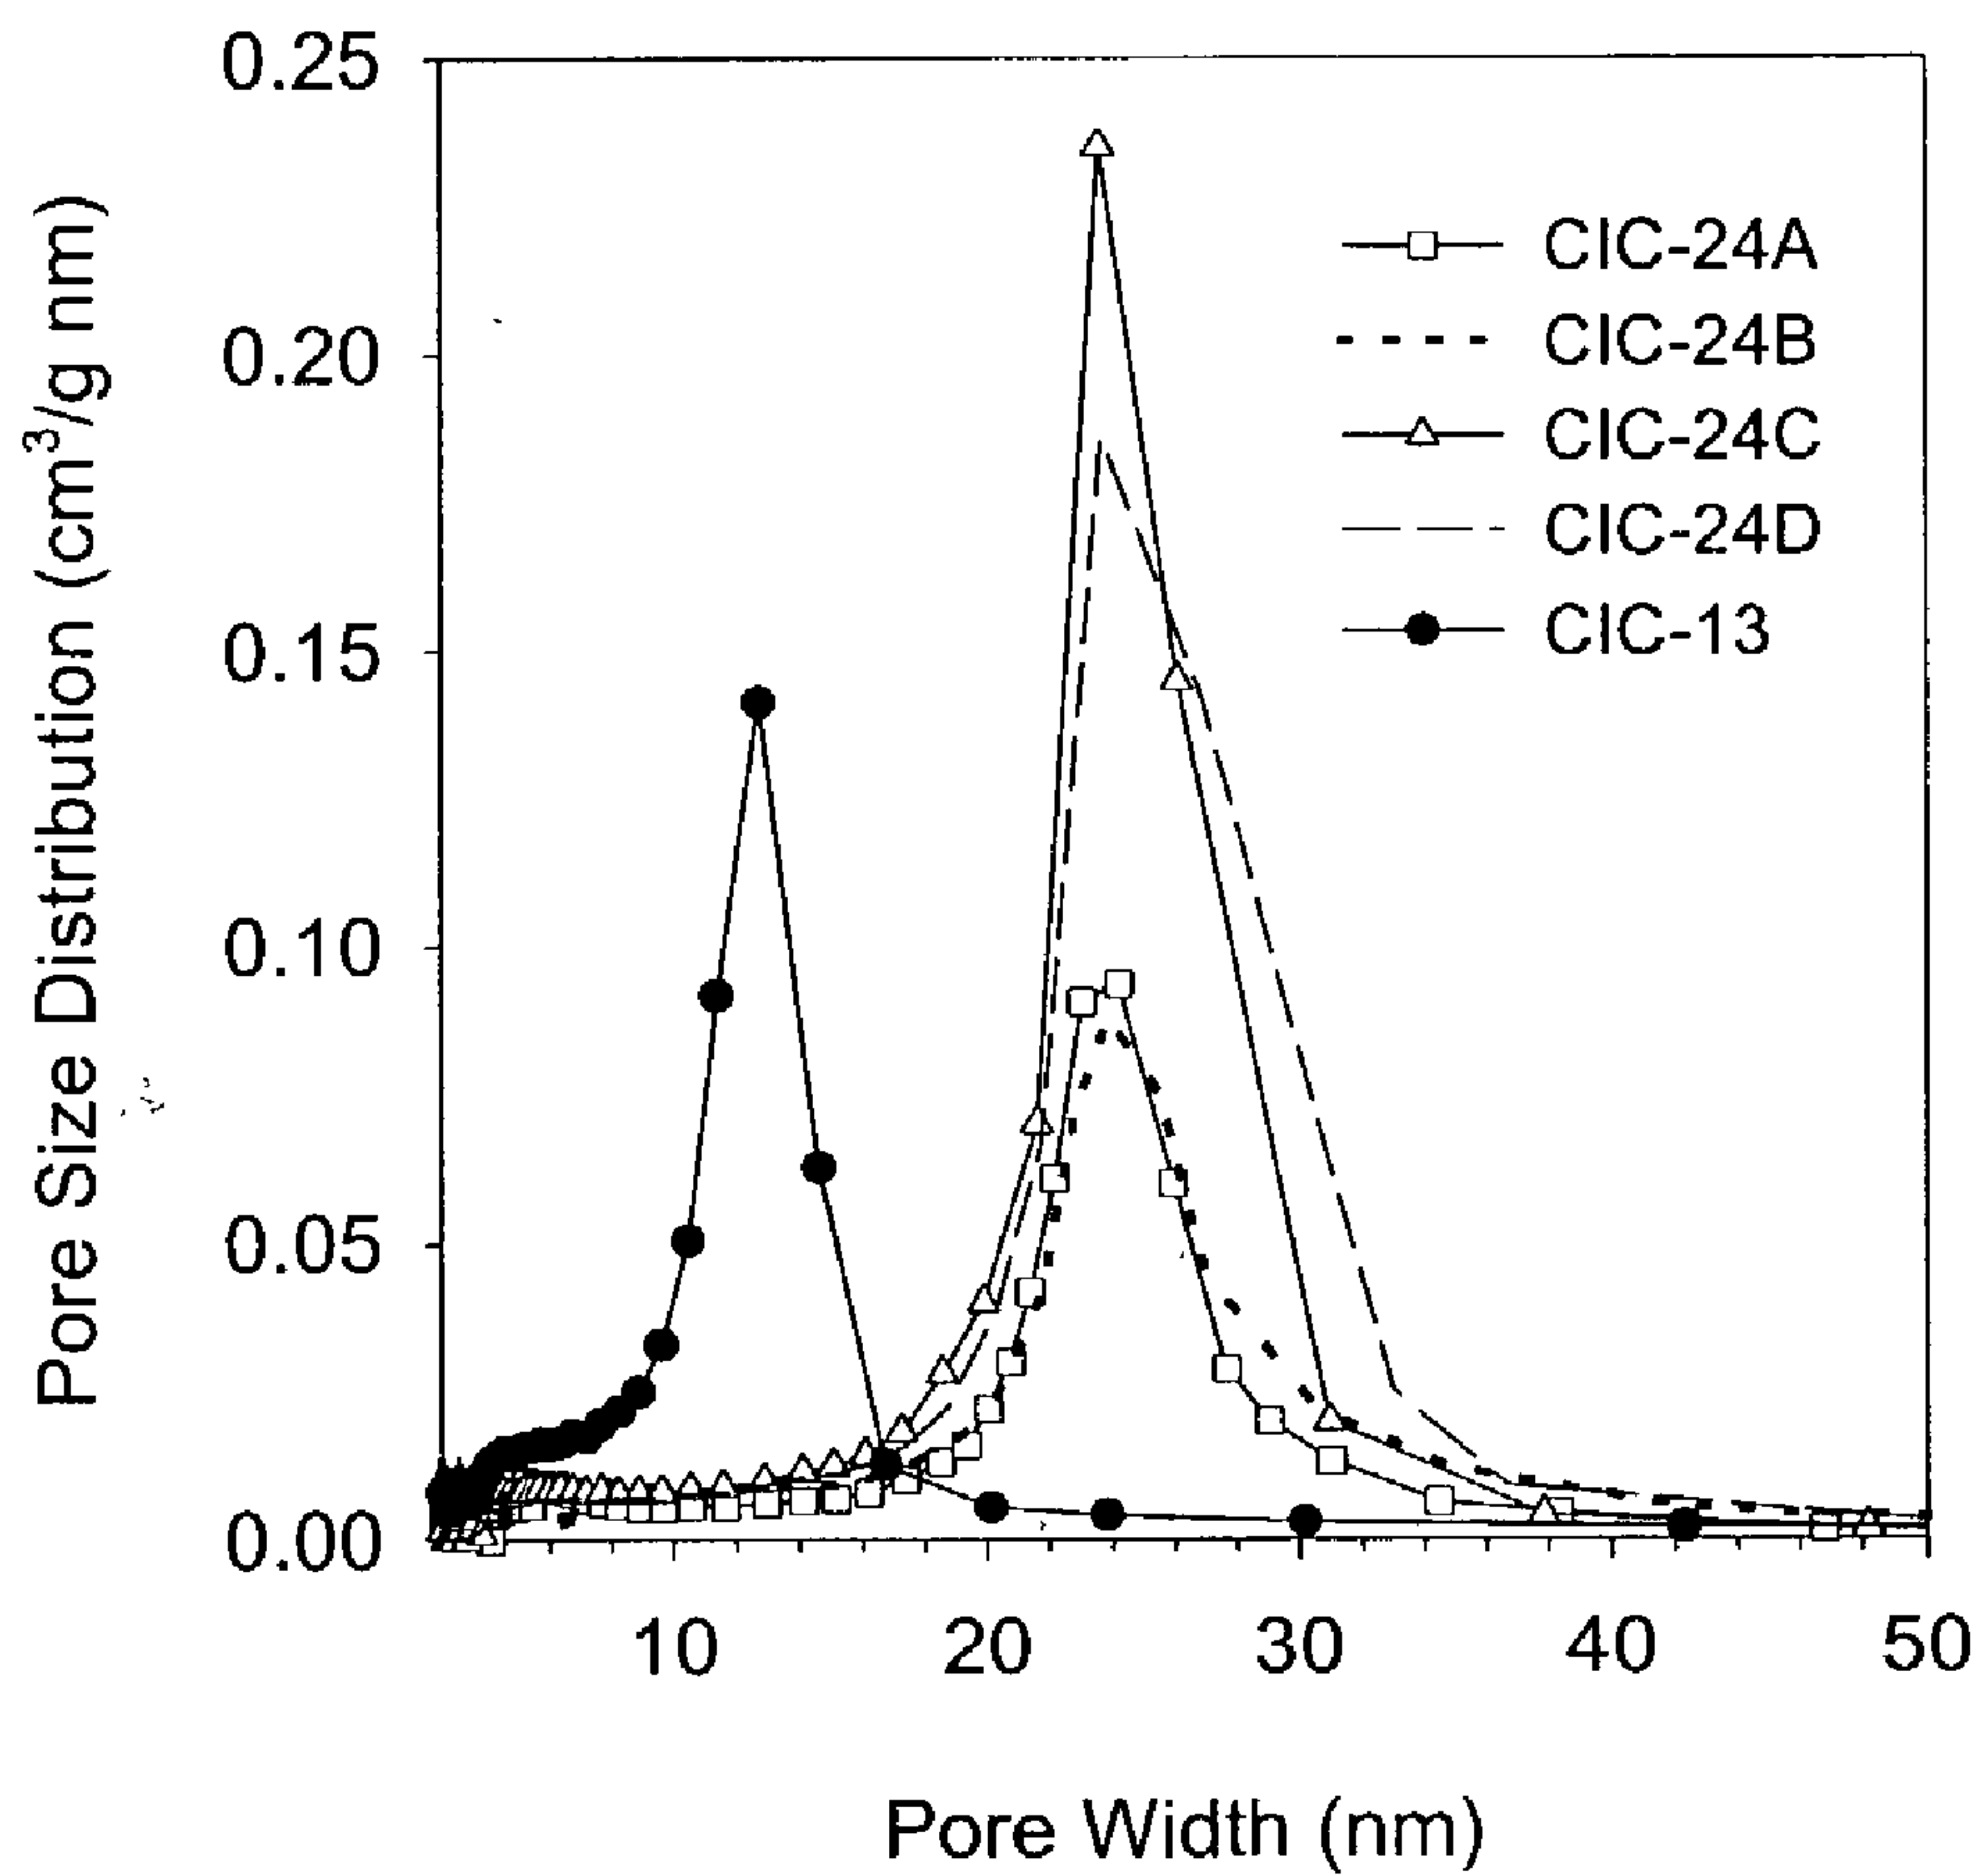 Pore Size Distribution (cm³/g nm)
0.25
0.20
0.15
0.10
0.05
0.00
CIC-24A
CIC-24B
CIC-24C
CIC-24D
CIC-13
10 20 30 40 50
Pore Width (nm)